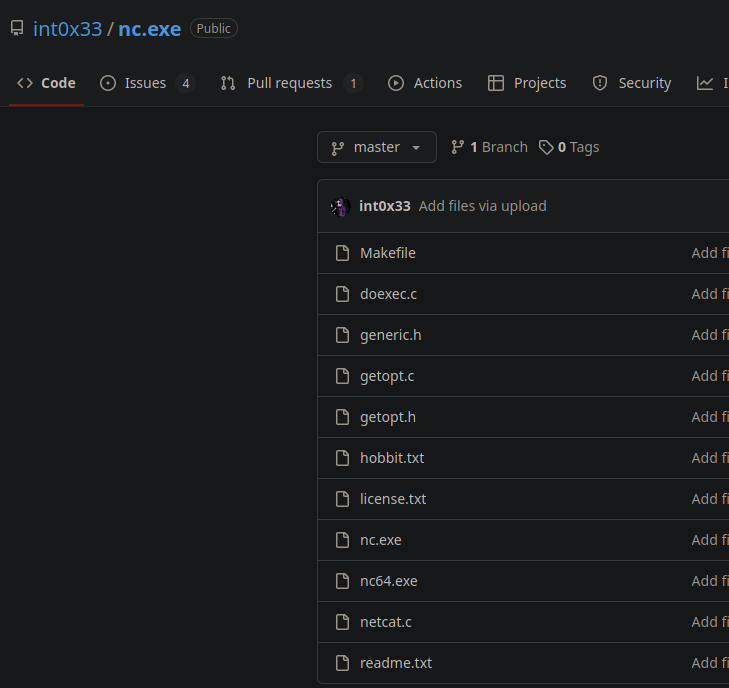 int0x33 / nc.exe Public
Code Issues 4 Pull requests 1 Actions Projects Security
master 1 Branch 0 Tags
int0x33 Add files via upload
Makefile Add fi
doexec.c Add fi
generic.h Add fi
getopt.c Add fi
getopt.h Add fi
hobbit.txt Add fi
license.txt Add fi
nc.exe Add fi
nc64.exe Add fi
netcat.c Add fi
readme.txt Add fi